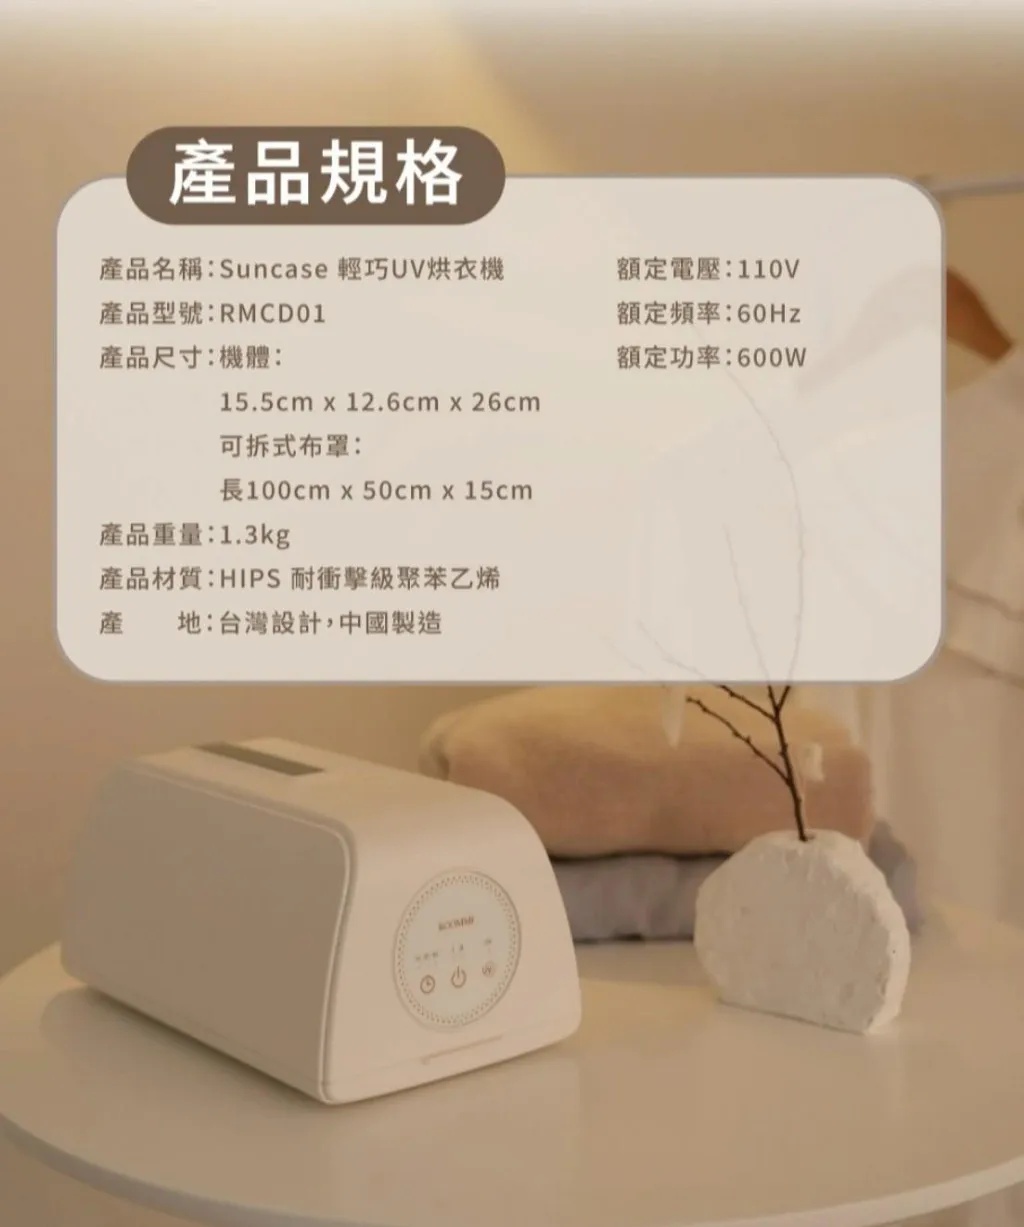 產品規格
產品名稱：Suncase 輕巧UV烘衣機
產品型號：RMCD01
產品尺寸：機體：
15.5cm x 12.6cm x 26cm
可拆式布罩：
長100cm x 50cm x 15cm
產品重量：1.3kg
產品材質：HIPS 耐衝擊級聚苯乙烯
產　　地：台灣設計，中國製造
額定電壓：110V
額定頻率：60Hz
額定功率：600W
ROOMMI